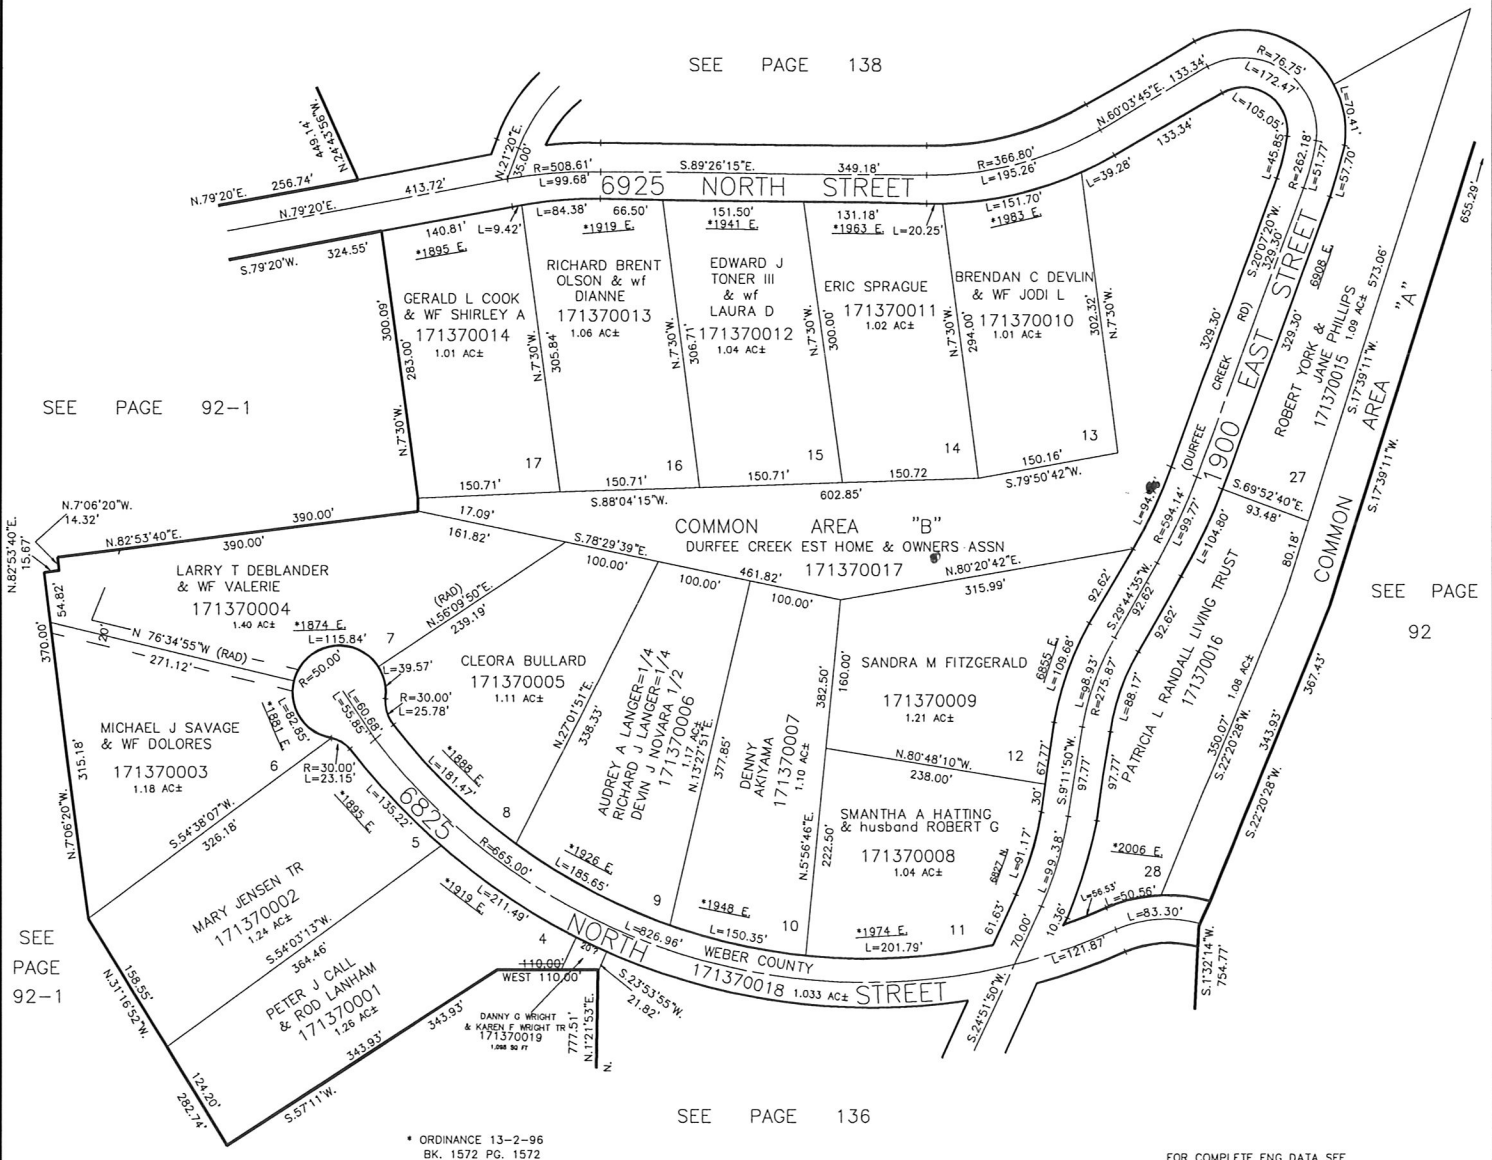 SEE PAGE 138
449.14'
N.24°43'56"W.
N.79°20'E. 256.74'
413.72'
N.79°20'E.
N.21°20'E.
35.00'
S.79°20'W. 324.55'
R=508.61'
L=99.68'
S.89°26'15"E. 349.18'
6925 NORTH STREET
R=366.80'
L=195.26'
N.60°03'45"E. 133.34'
133.34'
R=76.75'
L=172.47'
L=105.05'
L=70.41'
L=45.85'
R=262.18'
L=51.77'
L=57.70'
L=39.28'
140.81'
*1895 E.
L=9.42'
L=84.38' 66.50'
*1919 E.
151.50'
*1941 E.
131.18'
*1963 E.
L=20.25'
L=151.70'
*1983 E.
GERALD L COOK
& WF SHIRLEY A
171370014
1.01 AC±
RICHARD BRENT
OLSON & wf
DIANNE
171370013
1.06 AC±
EDWARD J
TONER III
& wf
LAURA D
171370012
1.04 AC±
ERIC SPRAGUE
171370011
1.02 AC±
BRENDAN C DEVLIN
& WF JODI L
171370010
1.01 AC±
300.09'
283.00'
N.7°30'W.
N.7°30'W.
305.84'
N.7°30'W.
306.71'
N.7°30'W.
300.00'
N.7°30'W.
294.00'
302.32'
N.7°30'W.
17
16
15
14
13
150.71'
150.71'
150.71'
150.72
150.16'
S.88°04'15"W.
602.85'
S.79°50'42"W.
SEE PAGE 92-1
S.20°07'20"W.
329.30'
329.30'
329.30'
1900 EAST STREET
(DURFEE CREEK RD)
6908 E.
ROBERT YORK &
JANE PHILLIPS
171370015
1.09 AC±
573.06'
S.17°39'11"W.
27
COMMON AREA "A"
655.29'
S.17°39'11"W.
S.69°52'40"E.
93.48'
80.18'
R=594.14'
L=99.77'
L=104.80'
N.7°06'20"W.
14.32'
N.82°53'40"E.
15.67'
390.00'
N.82°53'40"E.
390.00'
17.09'
161.82'
S.78°29'39"E.
100.00'
100.00'
461.82'
100.00'
COMMON AREA "B"
DURFEE CREEK EST HOME & OWNERS ASSN
171370017
N.80°20'42"E.
315.99'
54.82'
370.00'
LARRY T DEBLANDER
& WF VALERIE
171370004
1.40 AC±
20'
N 76°34'55"W (RAD)
271.12'
*1874 E.
L=115.84'
7
R=50.00'
L=39.57'
R=30.00'
L=25.78'
L=60.68'
L=55.85'
L=82.85'
*1881 E.
(RAD)
N.56°09'50"E.
239.19'
CLEORA BULLARD
171370005
1.11 AC±
N.27°01'51"E.
338.33'
AUDREY A LANGER=1/4
RICHARD J LANGER=1/4
DEVIN J NOVARA 1/2
171370006
1.17 AC±
N.13°27'51"E.
377.85'
DENNY
AKIYAMA
171370007
1.10 AC±
382.50'
160.00'
SANDRA M FITZGERALD
171370009
1.21 AC±
6855 E.
L=109.68'
92.62'
S.29°44'35"W.
92.62'
92.62'
L=98.93'
R=275.87'
L=88.17'
PATRICIA L RANDALL LIVING TRUST
171370016
1.08 AC±
350.07'
S.22°20'28"W.
SEE PAGE
92
367.43'
343.93'
S.22°20'28"W.
315.18'
N.7°06'20"W.
MICHAEL J SAVAGE
& WF DOLORES
171370003
1.18 AC±
6
R=30.00'
L=23.15'
*1895 E.
L=135.22'
6825 NORTH STREET
*1888 E.
L=181.47'
8
R=665.00'
*1926 E.
L=185.65'
9
L=826.96'
*1948 E.
L=150.35'
10
N.5°56'46"E.
222.50'
N.80°48'10"W.
238.00'
12
67.77'
30'
SMANTHA A HATTING
& husband ROBERT G
171370008
1.04 AC±
6827 N.
L=91.17'
S.9°11'50"W.
97.77'
97.77'
L=99.38'
*1974 E.
L=201.79'
11
61.63'
70.00'
10.36'
*2006 E.
28
L=56.53'
L=50.56'
L=83.30'
L=121.87'
S.1°32'14"W.
754.77'
S.24°51'50"W.
S.54°38'07"W.
326.18'
MARY JENSEN TR
171370002
1.24 AC±
5
*1919 E.
L=211.49'
4
S.54°03'13"W.
364.46'
PETER J CALL
& ROD LANHAM
171370001
1.26 AC±
WEBER COUNTY
171370018 1.033 AC±
SEE
PAGE
92-1
158.55'
N.31°16'52"W.
124.20'
282.74'
343.93'
343.93'
S.57°11'W.
110.00'
WEST 110.00'
S.23°53'55"W.
21.82'
DANNY G WRIGHT
& KAREN F WRIGHT TR
171370019
777.51'
N.1°21'53"E.
N.
SEE PAGE 136
* ORDINANCE 13-2-96
BK. 1572 PG. 1572
FOR COMPLETE ENG DATA SEE